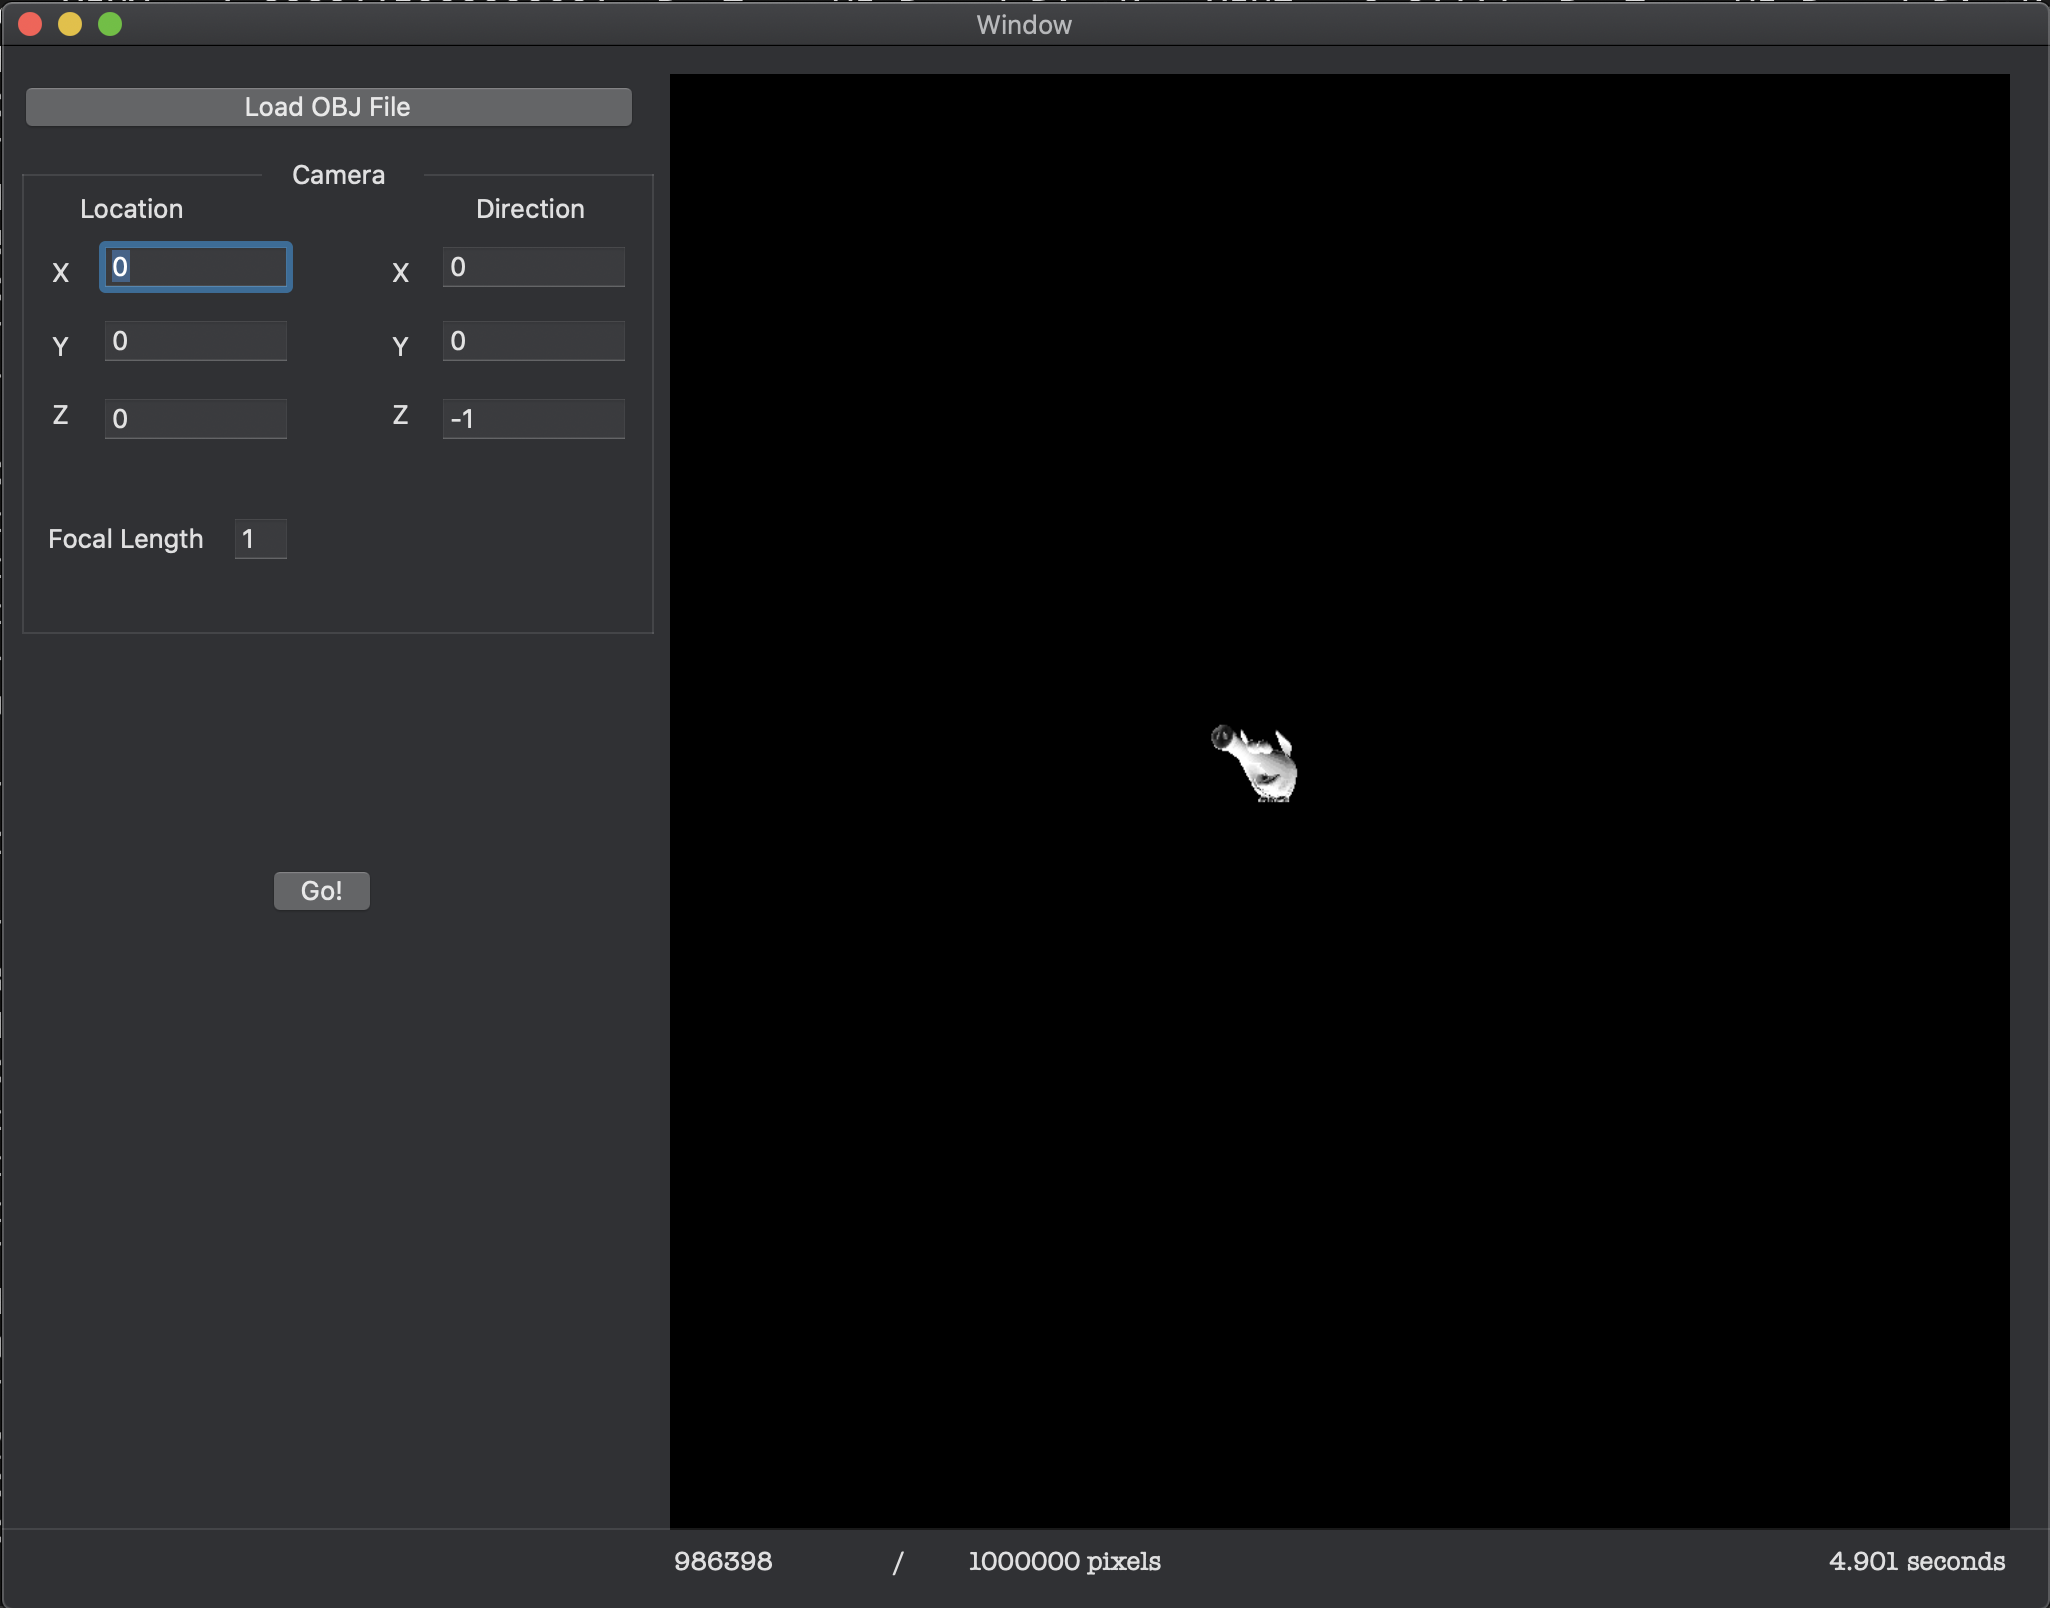 Window
Load OBJ File
Camera
Location Direction
X 0 X 0
Y 0 Y 0
Z 0 Z -1
Focal Length 1
Go!
986398 / 1000000 pixels 4.901 seconds